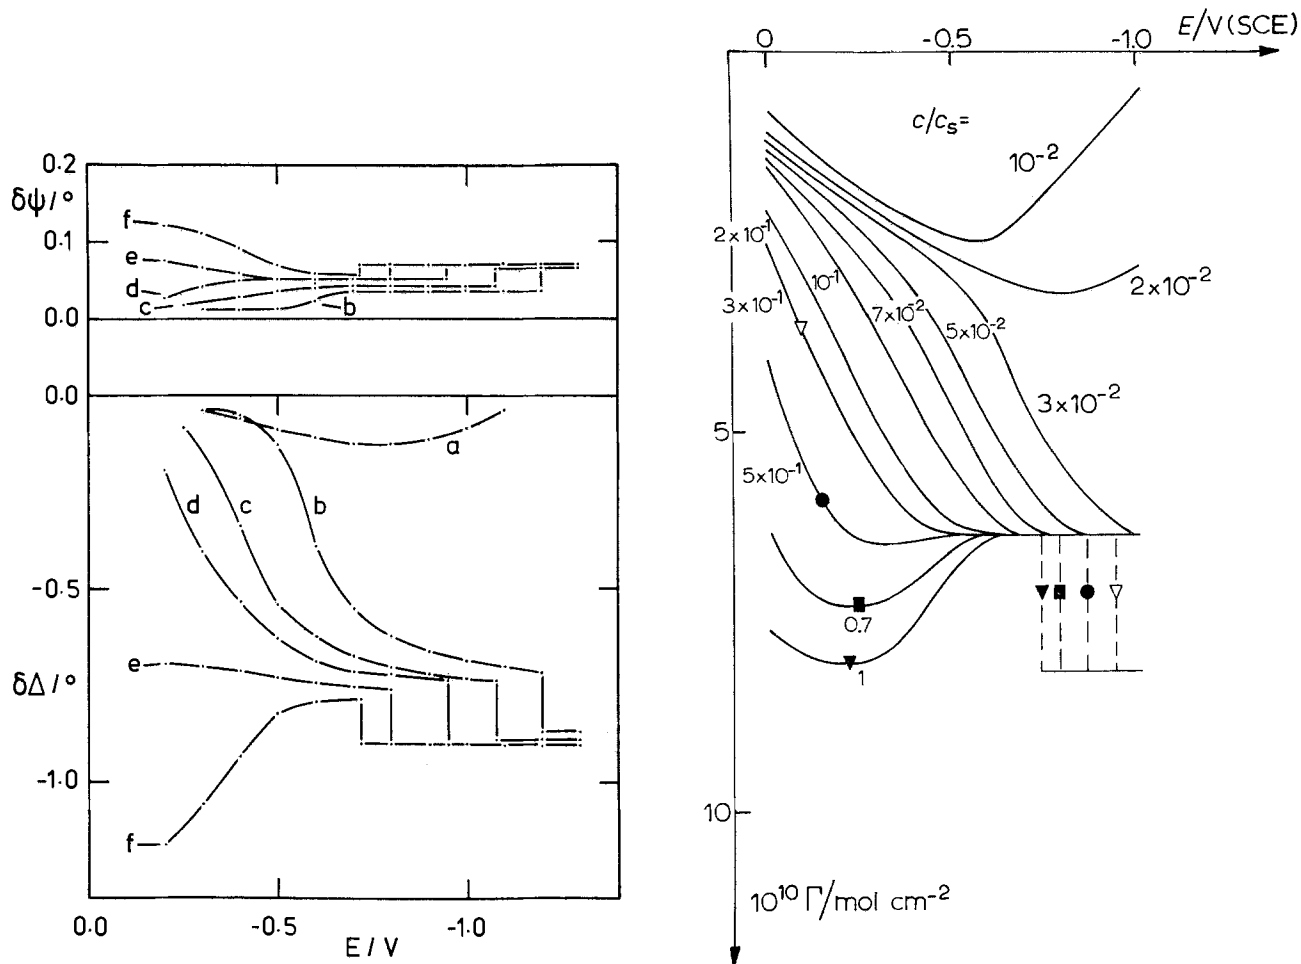 0.2
δψ/°
f
0.1
e
d
c
b
0.0
0.0
a
d
c
b
-0.5
e
δΔ/°
-1.0
f
0.0
-0.5
-1.0
E/V
E/V(SCE)
0
-0.5
-1.0
c/cs=
10⁻²
2×10⁻¹
2×10⁻²
3×10⁻¹
10⁻¹
7×10⁻²
5×10⁻²
3×10⁻²
5
5×10⁻¹
0.7
1
10
10¹⁰Γ/mol cm⁻²